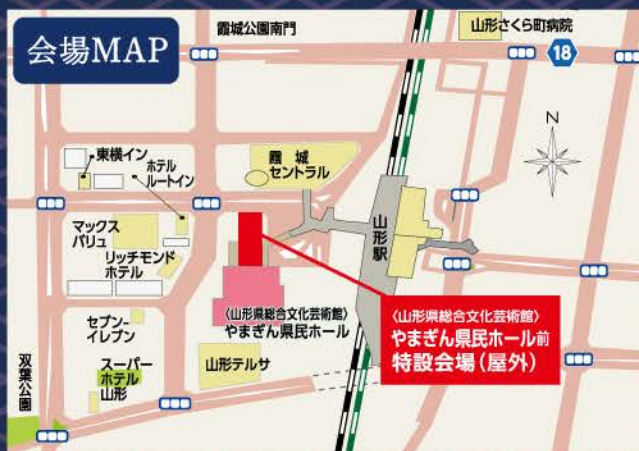 会場MAP
霞城公園南門
山形さくら町病院
18
N
東横イン
ホテル
ルートイン
霞 城
セントラル
マックス
バリュ
リッチモンド
ホテル
山形駅
〈山形県総合文化芸術館〉
やまぎん県民ホール
〈山形県総合文化芸術館〉
やまぎん県民ホール前
特設会場(屋外)
セブン-
イレブン
双葉公園
スーパー
ホテル
山形
山形テルサ